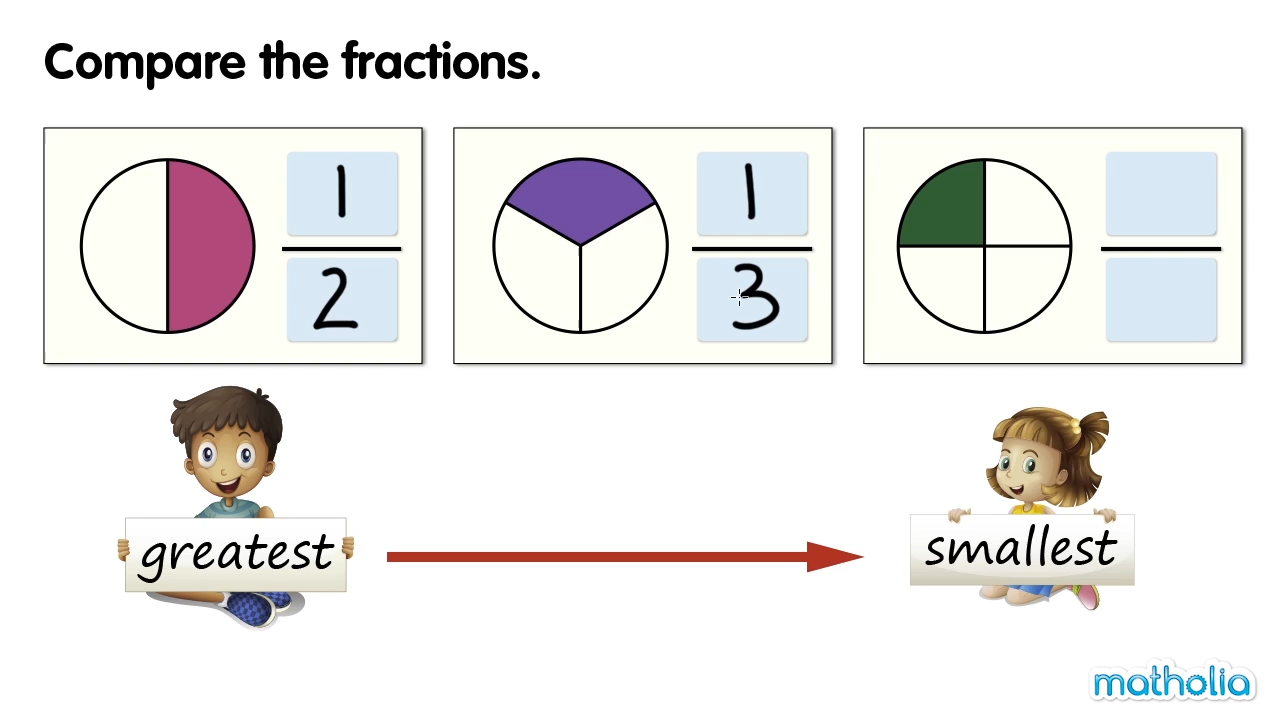 Compare the fractions.
1
2
1
3
greatest
smallest
matholia